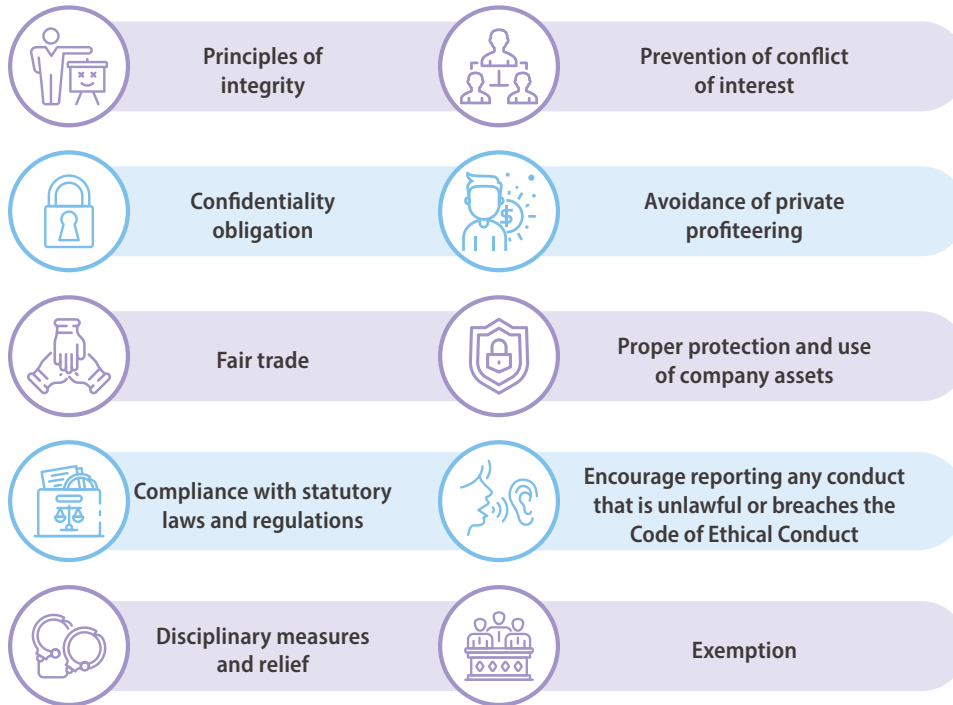 Principles of
integrity
Prevention of conflict
of interest
Confidentiality
obligation
Avoidance of private
profiteering
Fair trade
Proper protection and use
of company assets
Compliance with statutory
laws and regulations
Encourage reporting any conduct
that is unlawful or breaches the
Code of Ethical Conduct
Disciplinary measures
and relief
Exemption